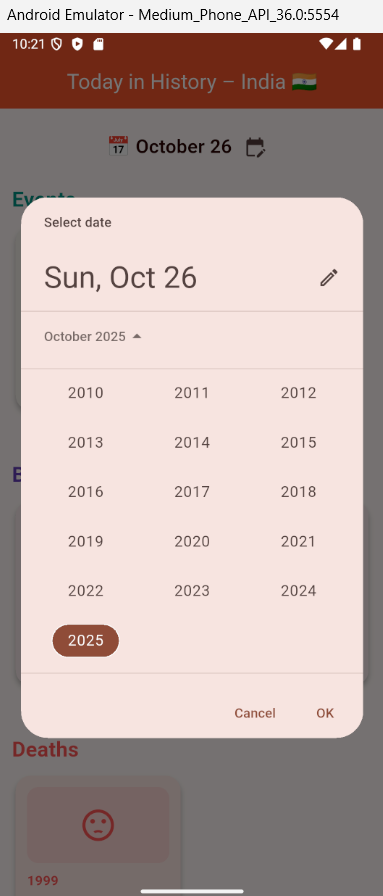 Android Emulator - Medium_Phone_API_36.0:5554
10:21
Today in History – India 🇮🇳
📅 October 26
Events
Select date
Sun, Oct 26
October 2025
2010 2011 2012
2013 2014 2015
2016 2017 2018
2019 2020 2021
2022 2023 2024
2025
Cancel OK
Deaths
1999